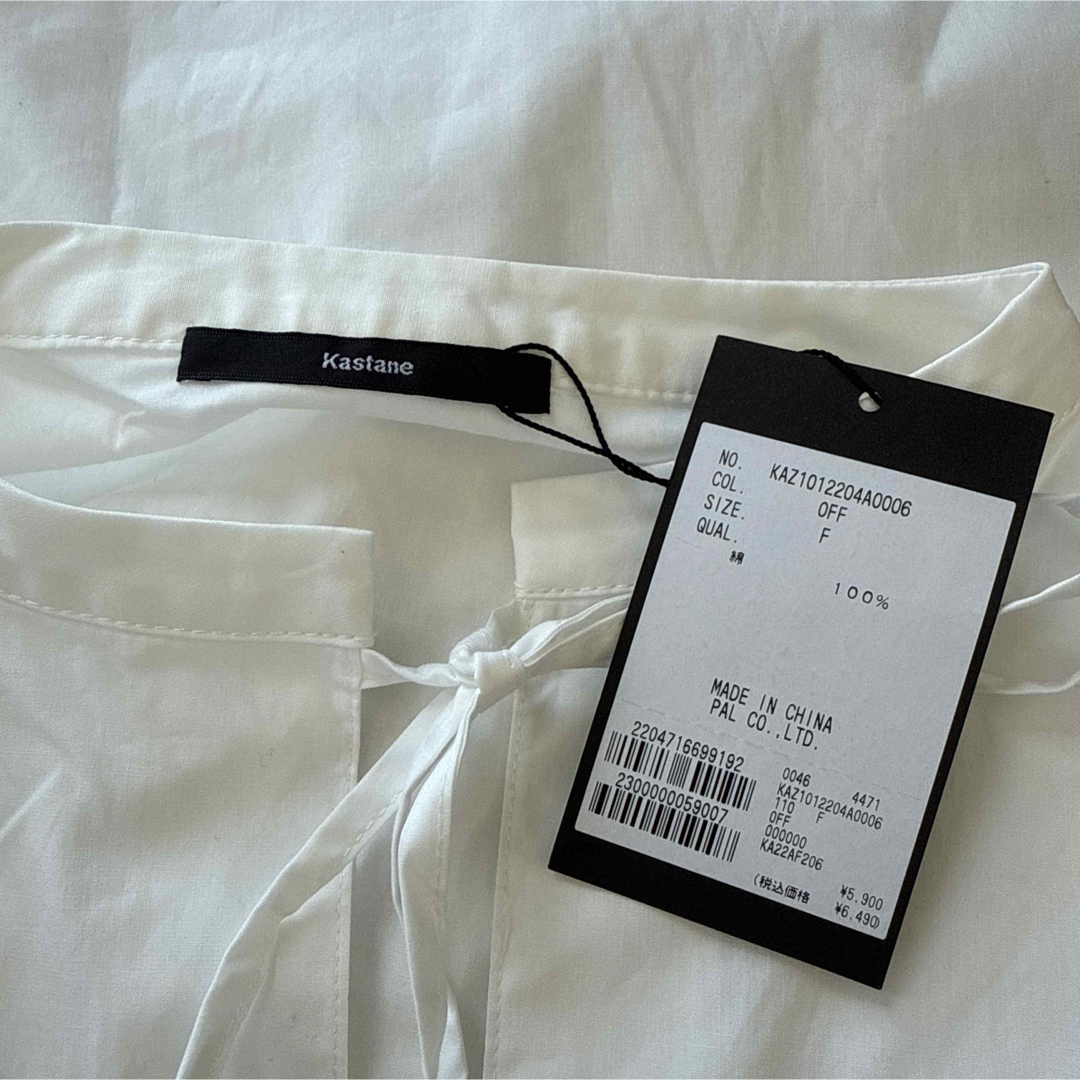 Kastane
NO. KAZ1012204A0006
COL. OFF
SIZE. F
QUAL.
綿
100%
MADE IN CHINA
PAL CO.,LTD.
2204716699192
2300000059007
0046 4471
KAZ1012204A0006
110 F
OFF
000000
KA22AF206
¥5.900
(税込価格 ¥6.490)